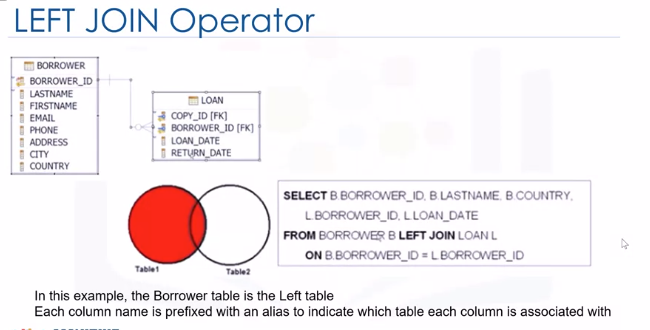 LEFT JOIN Operator
BORROWER
BORROWER_ID
LASTNAME
FIRSTNAME
EMAIL
PHONE
ADDRESS
CITY
COUNTRY
LOAN
COPY_ID [FK]
BORROWER_ID [FK]
LOAN_DATE
RETURN_DATE
Table1
Table2
SELECT B.BORROWER_ID, B.LASTNAME, B.COUNTRY,
L.BORROWER_ID, L.LOAN_DATE
FROM BORROWER B LEFT JOIN LOAN L
ON B.BORROWER_ID = L.BORROWER_ID
In this example, the Borrower table is the Left table
Each column name is prefixed with an alias to indicate which table each column is associated with